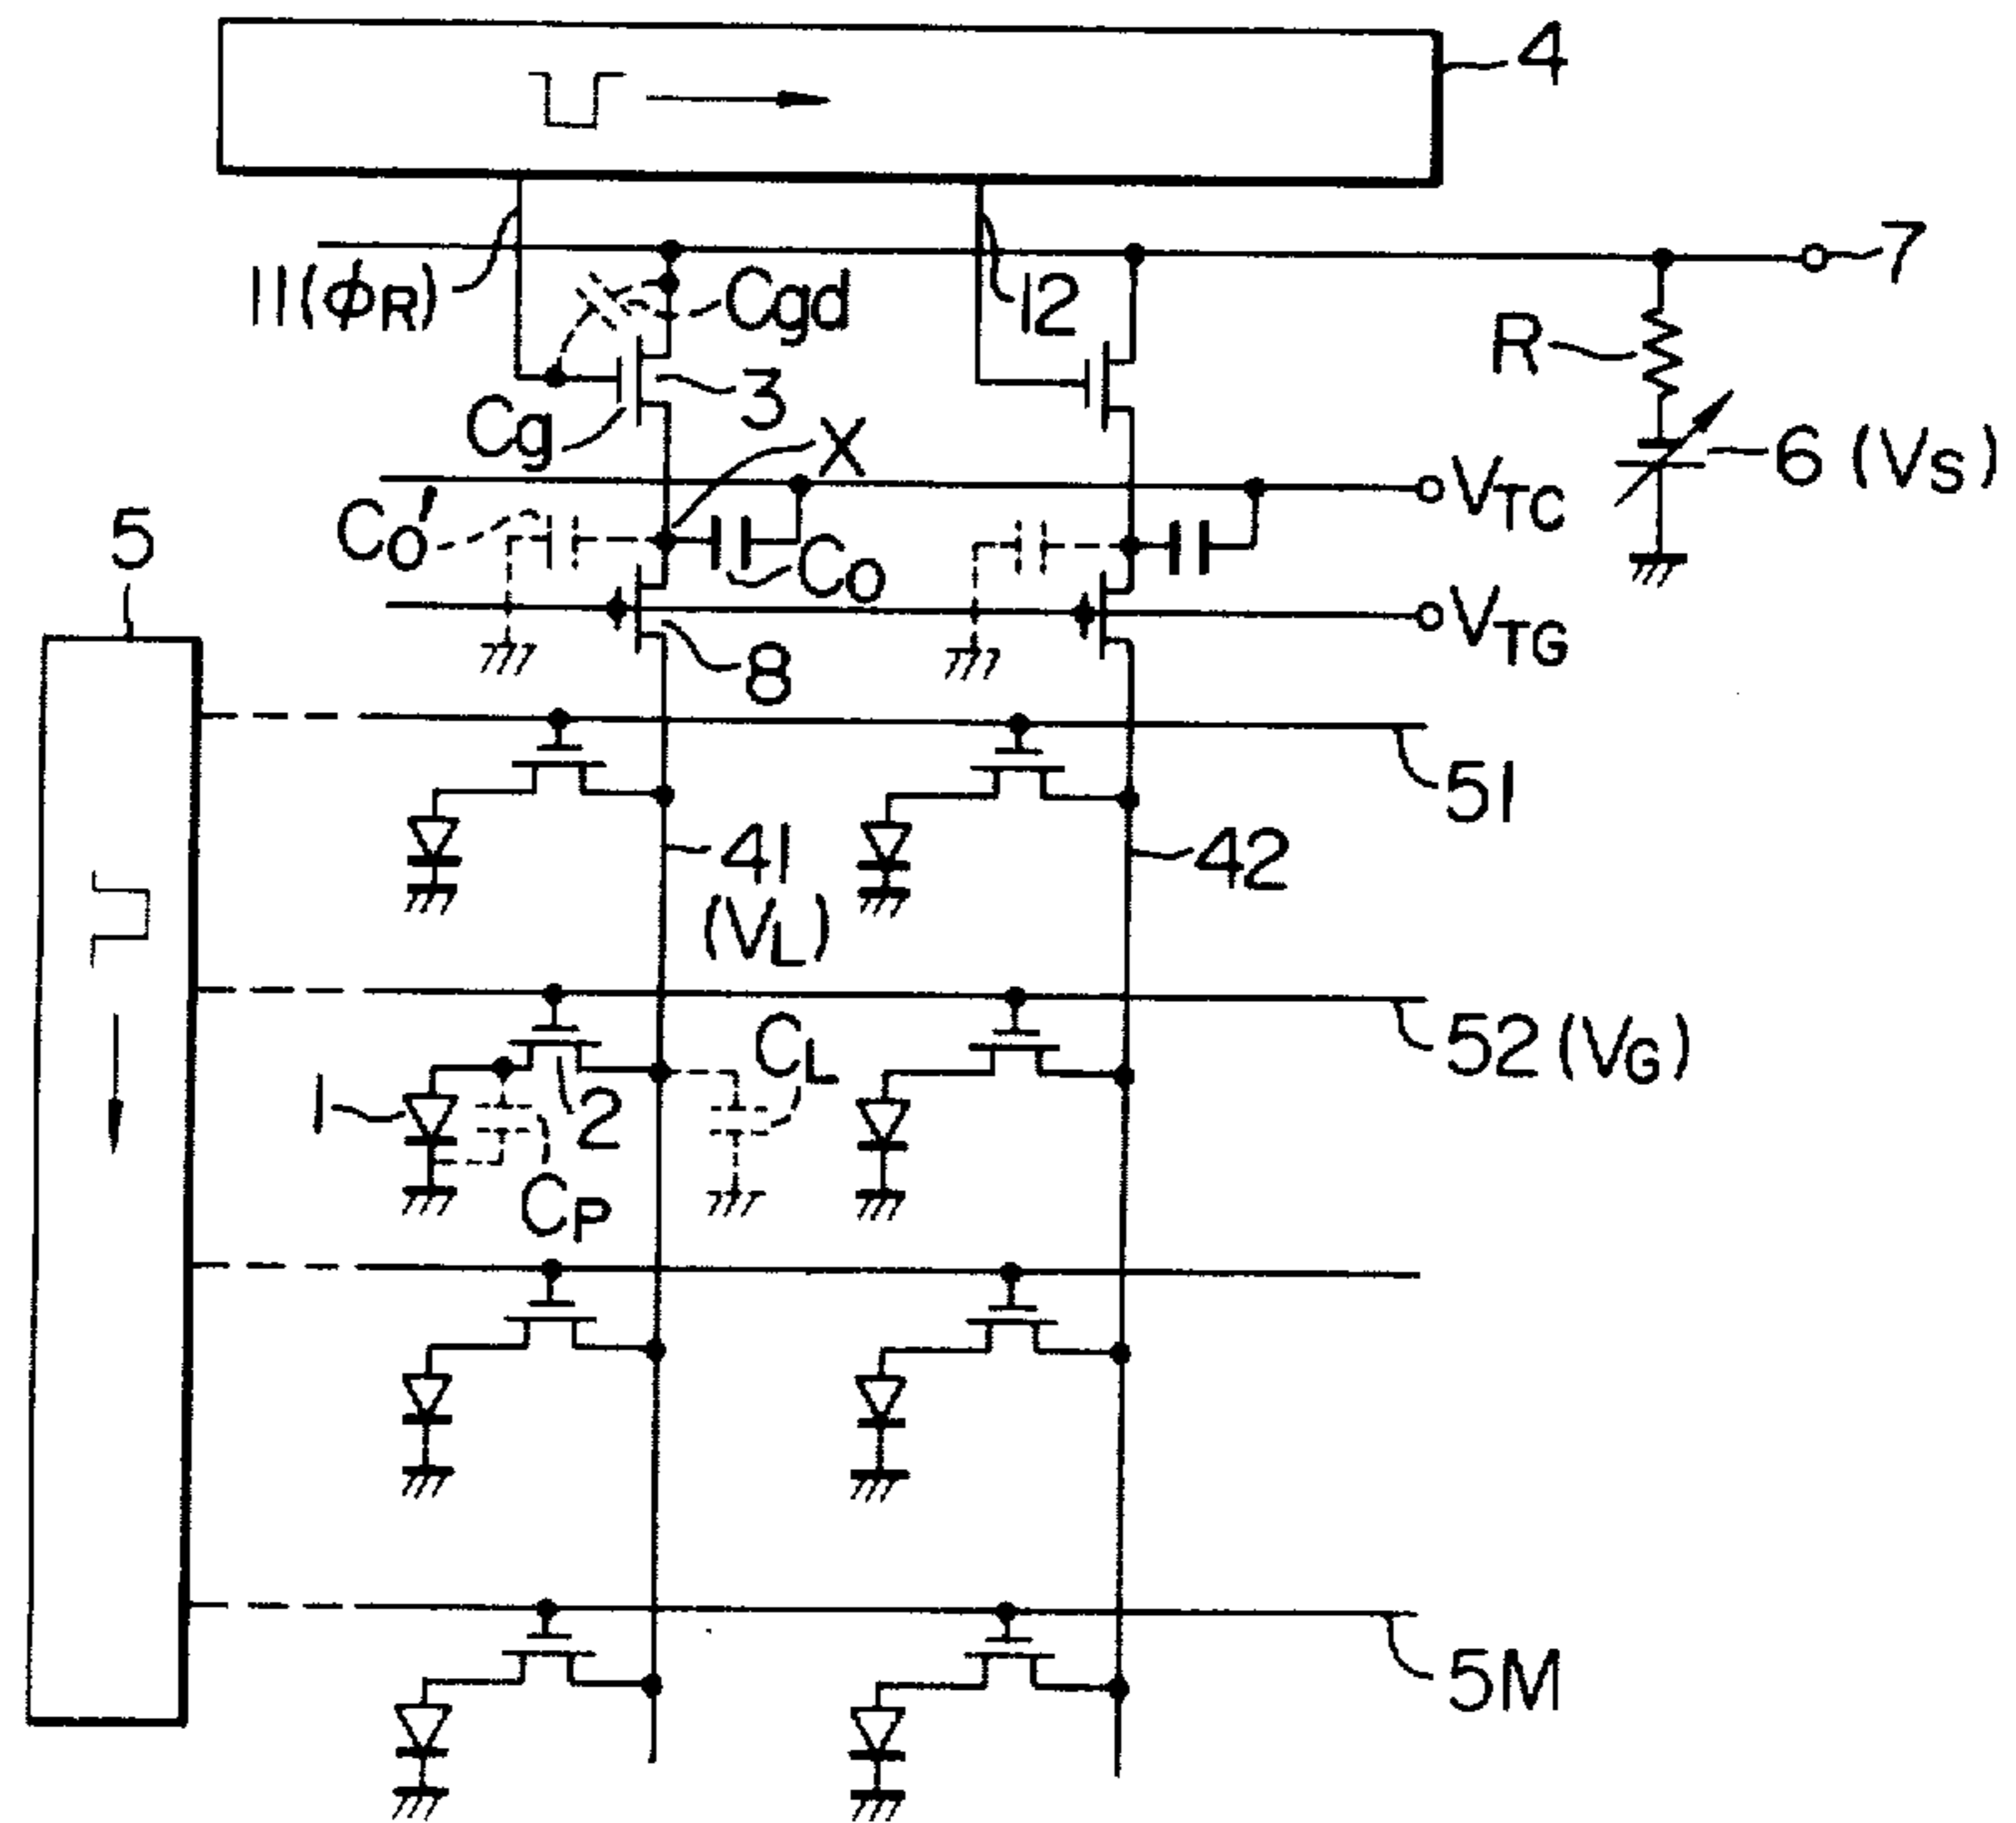 4
7
11(ϕR)
Cgd
12
R
3
Cg
X
6 (VS)
VTC
CO'
5
CO
VTG
8
51
41
42
(VL)
CL
52 (VG)
1
2
CP
5M